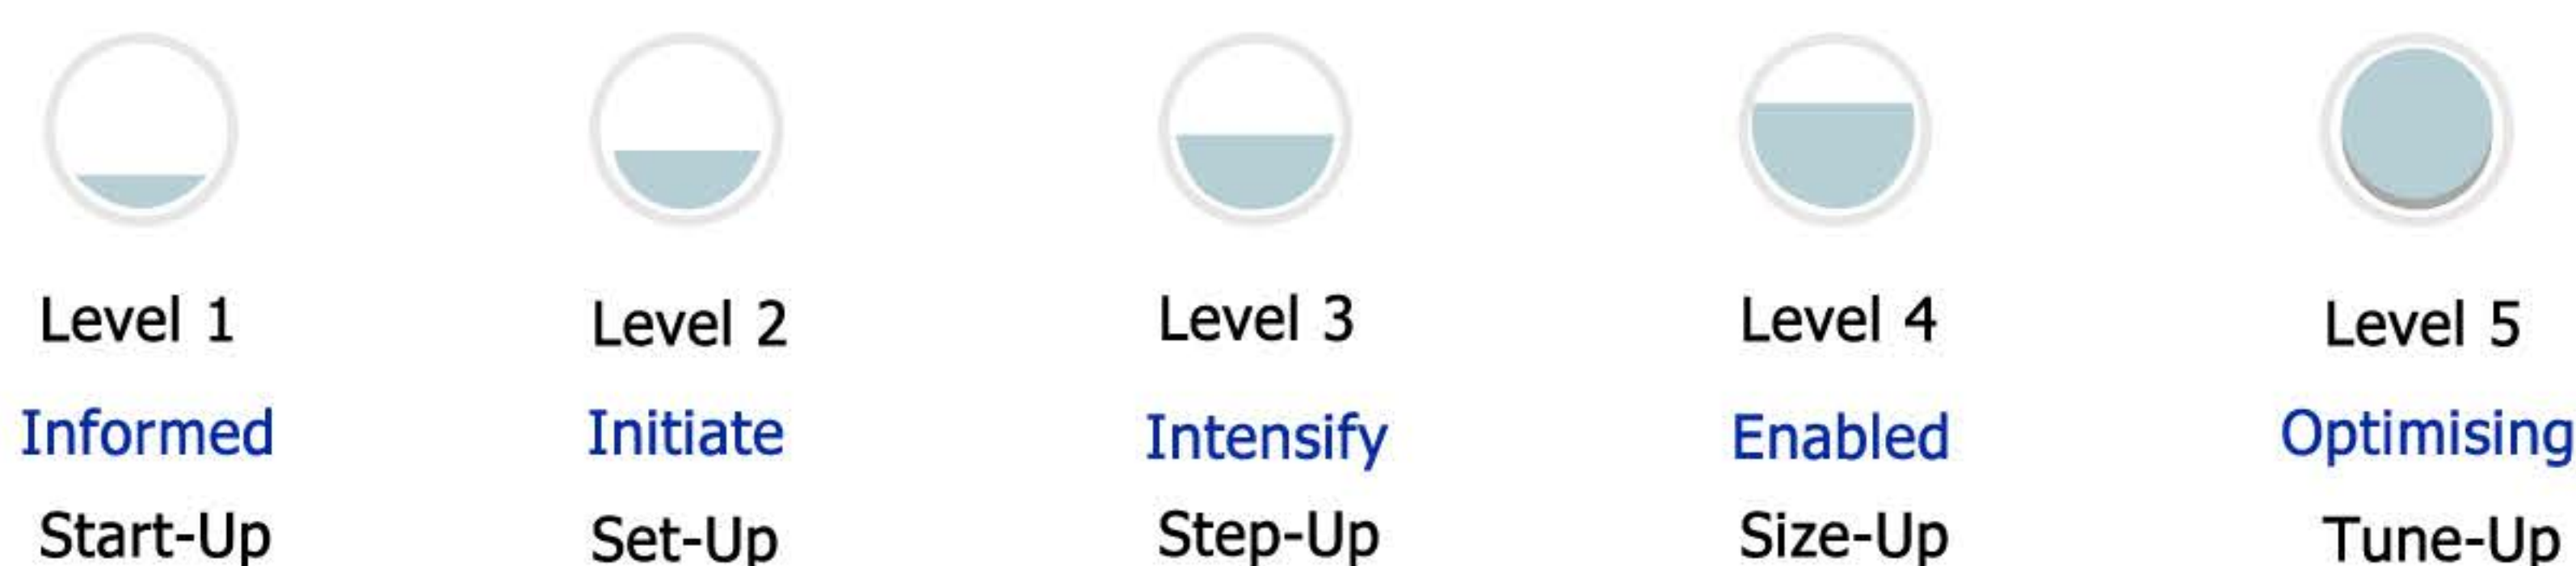 Level 1
Level 2
Level 3
Level 4
Level 5
Informed
Initiate
Intensify
Enabled
Optimising
Start-Up
Set-Up
Step-Up
Size-Up
Tune-Up